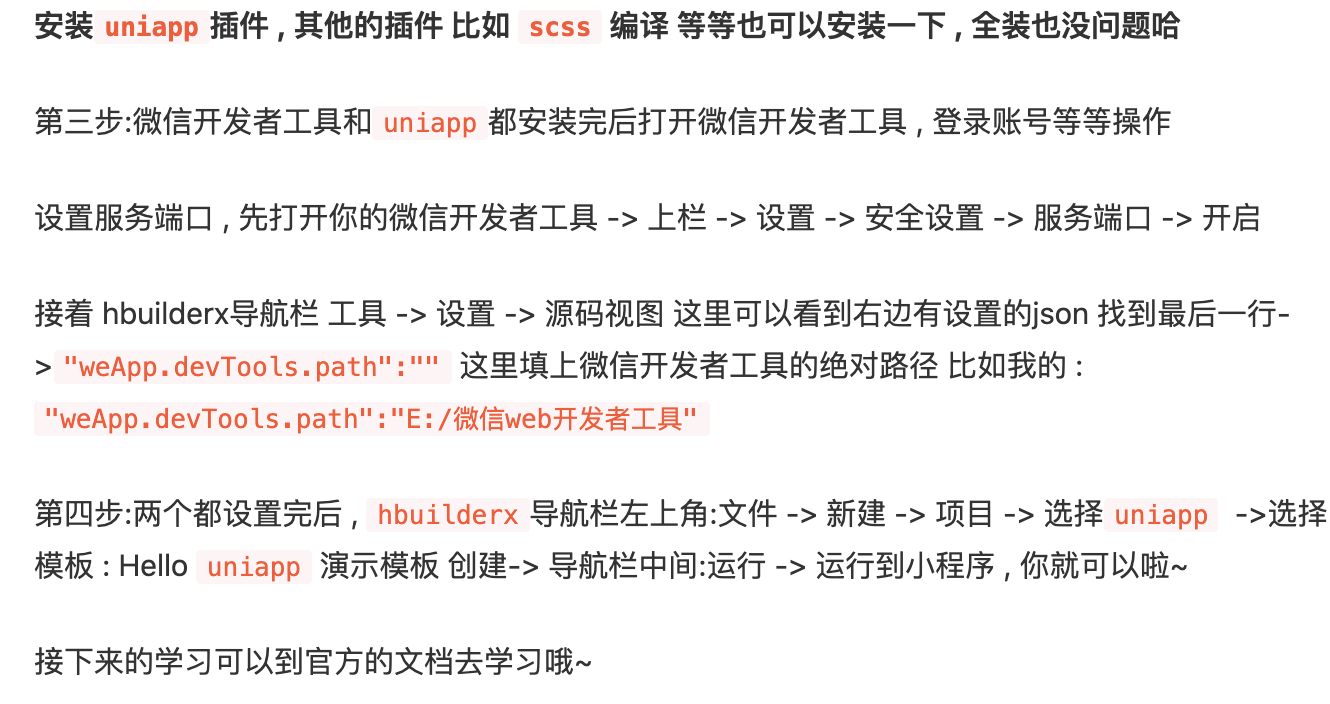 安装 uniapp 插件 , 其他的插件 比如 scss 编译 等等也可以安装一下 , 全装也没问题哈
第三步:微信开发者工具和 uniapp 都安装完后打开微信开发者工具 , 登录账号等等操作
设置服务端口 , 先打开你的微信开发者工具 -> 上栏 -> 设置 -> 安全设置 -> 服务端口 -> 开启
接着 hbuilderx导航栏 工具 -> 设置 -> 源码视图 这里可以看到右边有设置的json 找到最后一行-
> "weApp.devTools.path":"" 这里填上微信开发者工具的绝对路径 比如我的 :
"weApp.devTools.path":"E:/微信web开发者工具"
第四步:两个都设置完后 , hbuilderx 导航栏左上角:文件 -> 新建 -> 项目 -> 选择 uniapp ->选择
模板 : Hello uniapp 演示模板 创建-> 导航栏中间:运行 -> 运行到小程序 , 你就可以啦~
接下来的学习可以到官方的文档去学习哦~